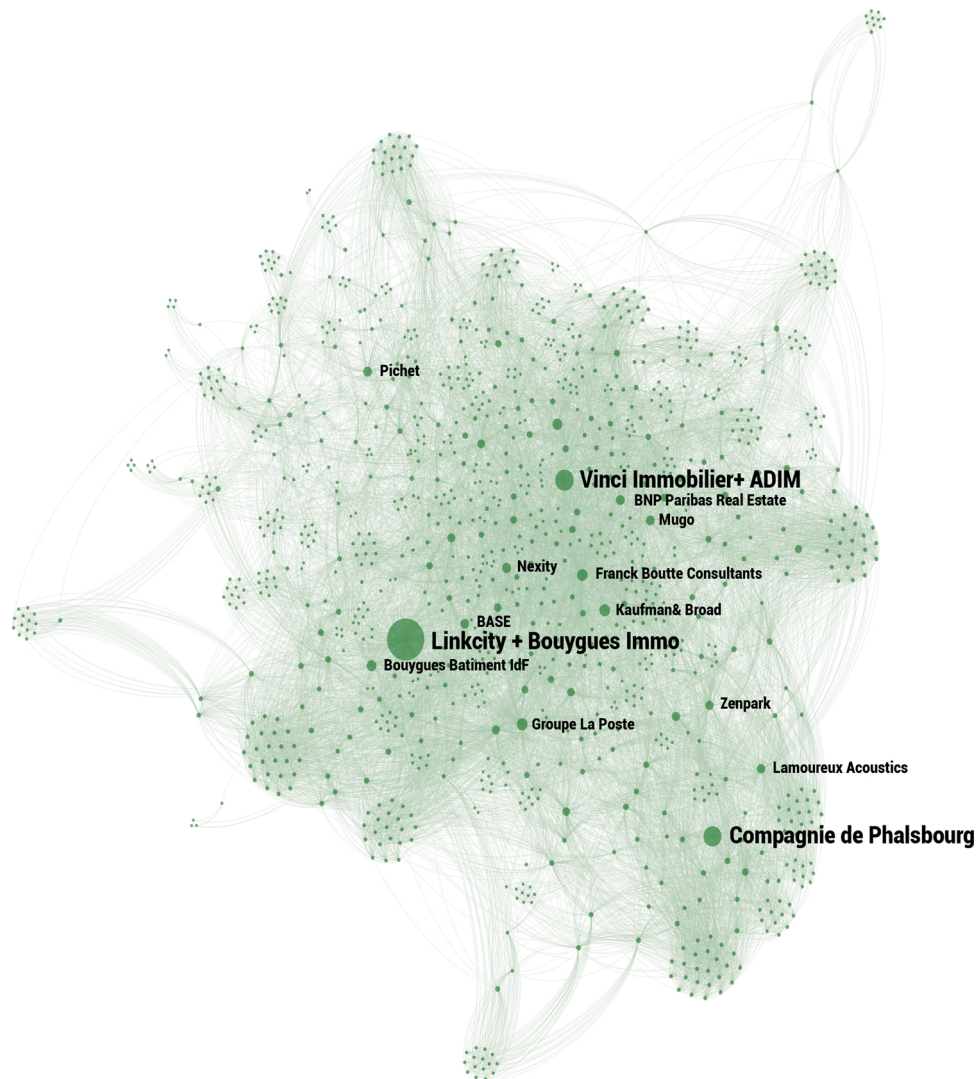 Pichet
Vinci Immobilier+ ADIM
BNP Paribas Real Estate
Mugo
Nexity
Franck Boutte Consultants
Kaufman& Broad
BASE
Linkcity + Bouygues Immo
Bouygues Batiment IdF
Zenpark
Groupe La Poste
Lamoureux Acoustics
Compagnie de Phalsbourg